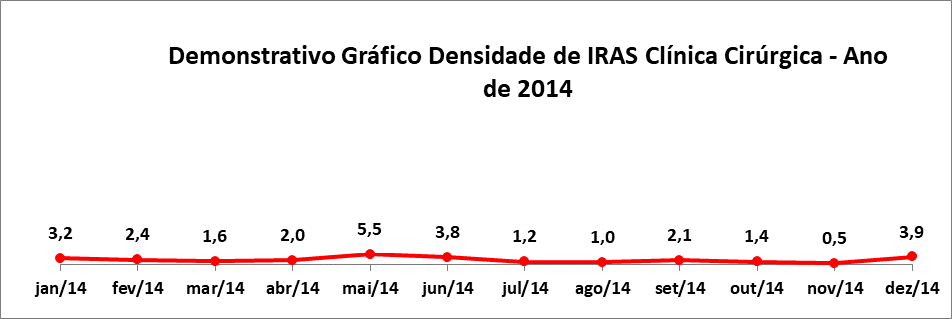 Demonstrativo Gráfico Densidade de IRAS Clínica Cirúrgica - Ano
de 2014
3,2 2,4 1,6 2,0 5,5 3,8 1,2 1,0 2,1 1,4 0,5 3,9
jan/14 fev/14 mar/14 abr/14 mai/14 jun/14 jul/14 ago/14 set/14 out/14 nov/14 dez/14